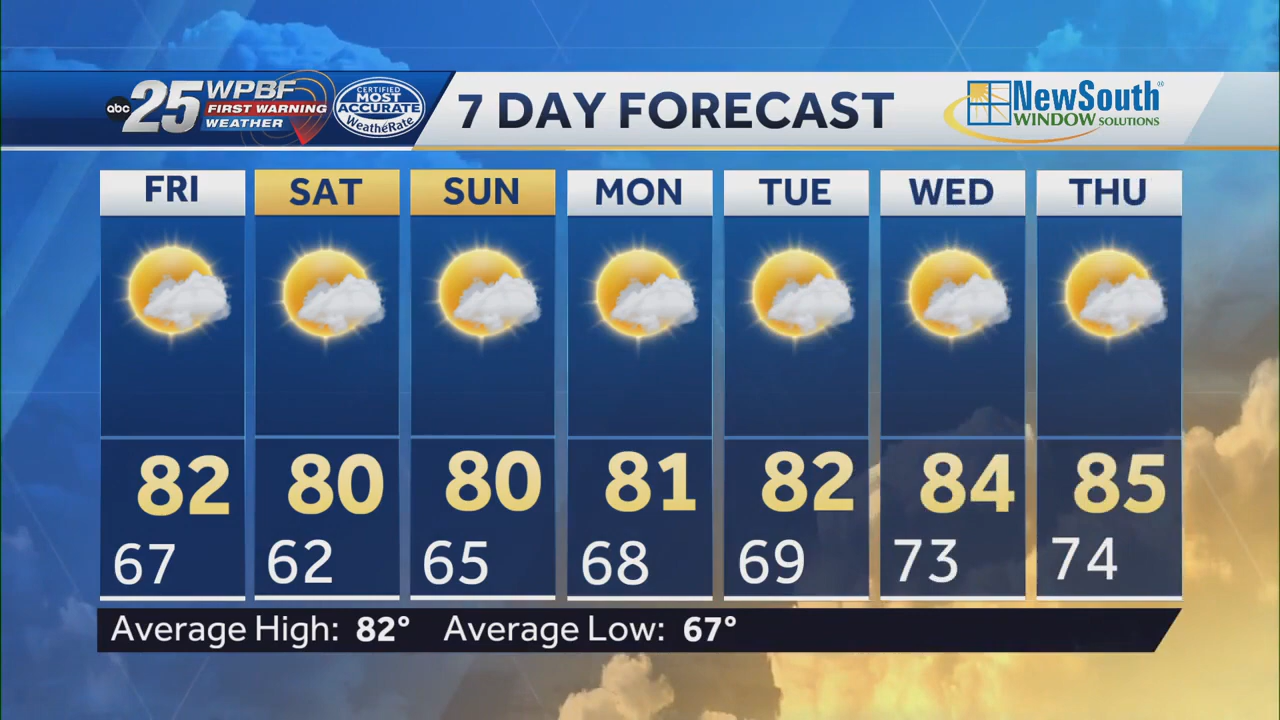 abc 25 WPBF FIRST WARNING WEATHER
CERTIFIED MOST ACCURATE WeatheRate
7 DAY FORECAST
NewSouth
WINDOW SOLUTIONS
FRI SAT SUN MON TUE WED THU
82 80 80 81 82 84 85
67 62 65 68 69 73 74
Average High: 82° Average Low: 67°